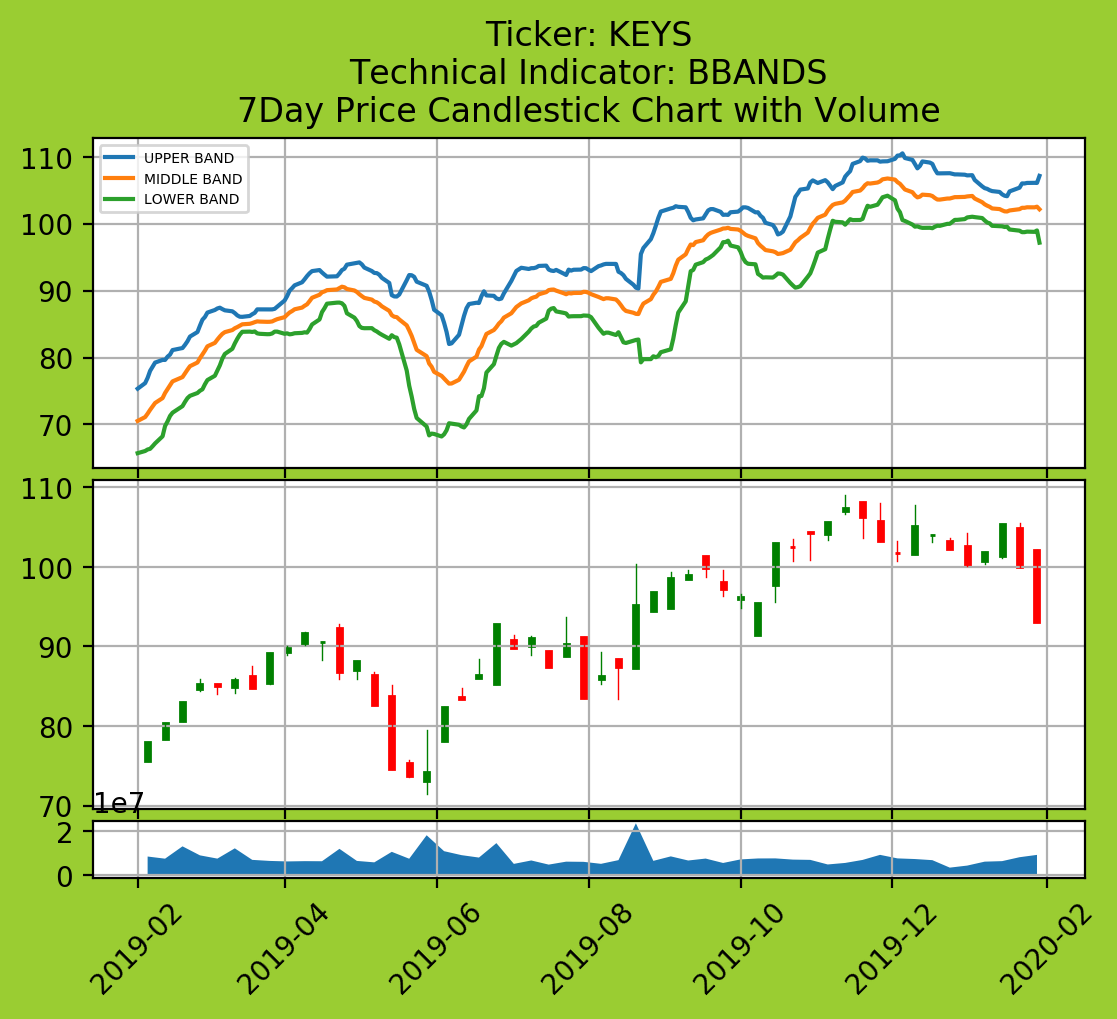 Ticker: KEYS
Technical Indicator: BBANDS
7Day Price Candlestick Chart with Volume
110
100
90
80
70
UPPER BAND
MIDDLE BAND
LOWER BAND
110
100
90
80
70
1e7
2
0
2019-02
2019-04
2019-06
2019-08
2019-10
2019-12
2020-02